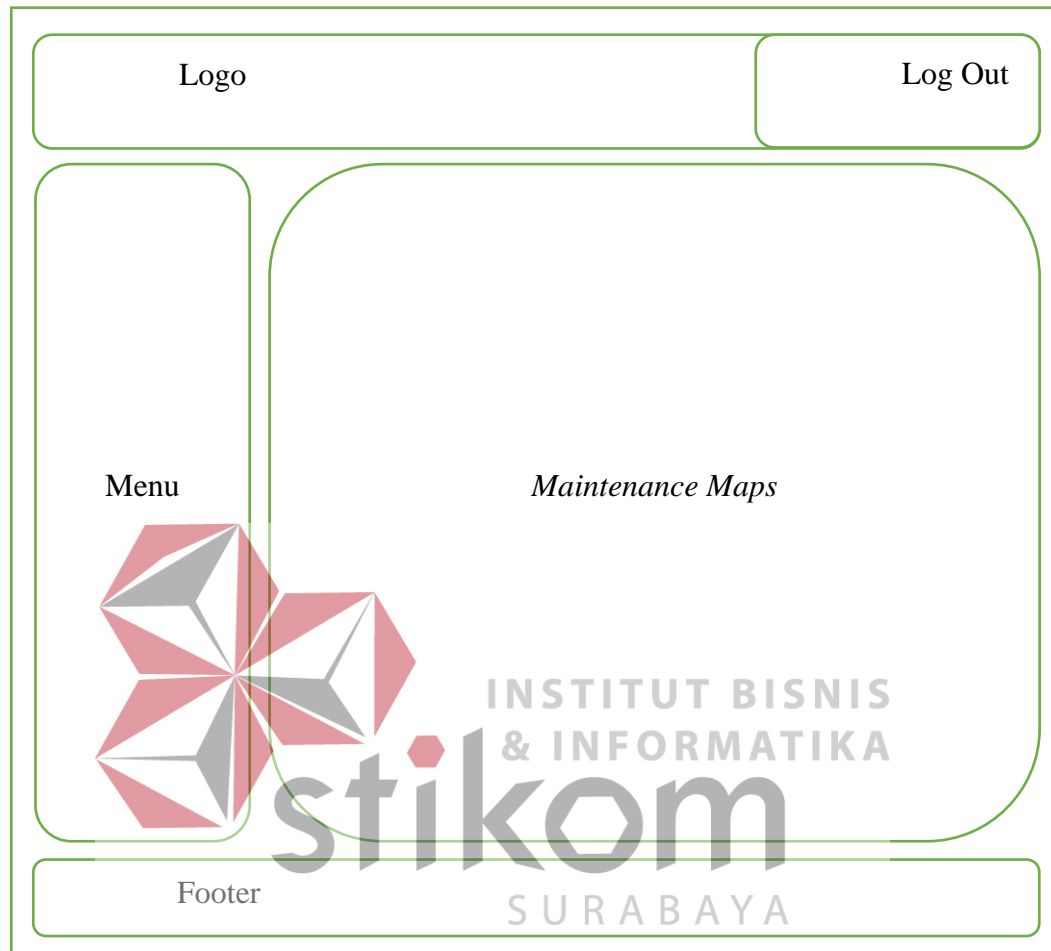 Logo
Log Out
Menu
Maintenance Maps
INSTITUT BISNIS
& INFORMATIKA
stikom
SURABAYA
Footer